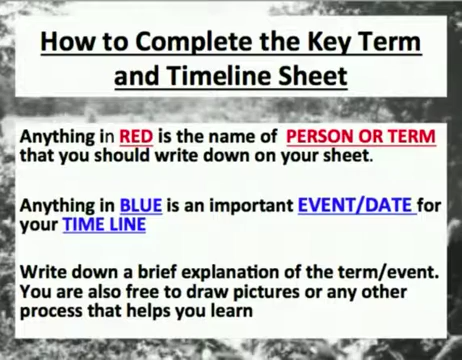 How to Complete the Key Term
and Timeline Sheet
Anything in RED is the name of PERSON OR TERM
that you should write down on your sheet.
Anything in BLUE is an important EVENT/DATE for
your TIME LINE
Write down a brief explanation of the term/event.
You are also free to draw pictures or any other
process that helps you learn